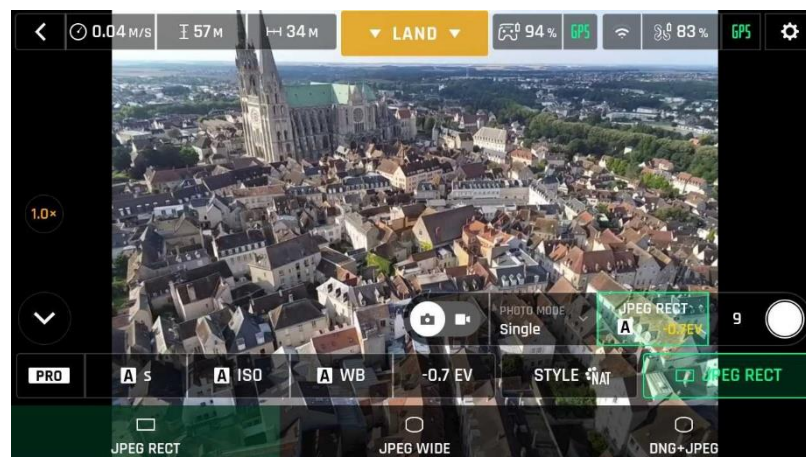 0.04 M/S
57 M
34 M
LAND
94 %
GPS
83 %
GPS
1.0×
PHOTO MODE
Single
JPEG RECT
A -0.7EV
9
PRO
A S
A ISO
A WB
-0.7 EV
STYLE NAT
JPEG RECT
JPEG RECT
JPEG WIDE
DNG+JPEG